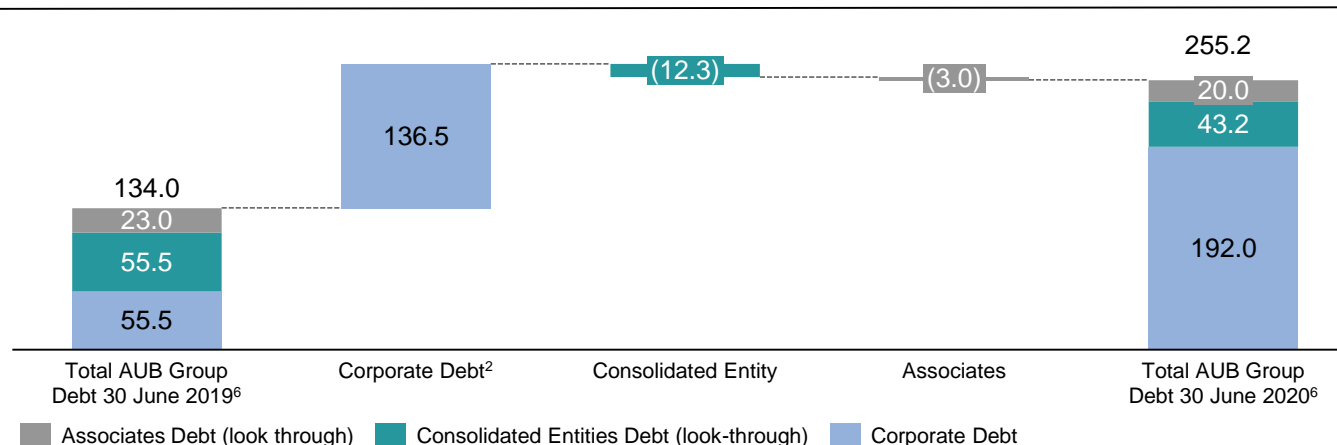 134.0
23.0
55.5
55.5
136.5
(12.3)
(3.0)
255.2
20.0
43.2
192.0
Total AUB Group
Debt 30 June 2019⁶
Corporate Debt²
Consolidated Entity
Associates
Total AUB Group
Debt 30 June 2020⁶
Associates Debt (look through)
Consolidated Entities Debt (look-through)
Corporate Debt